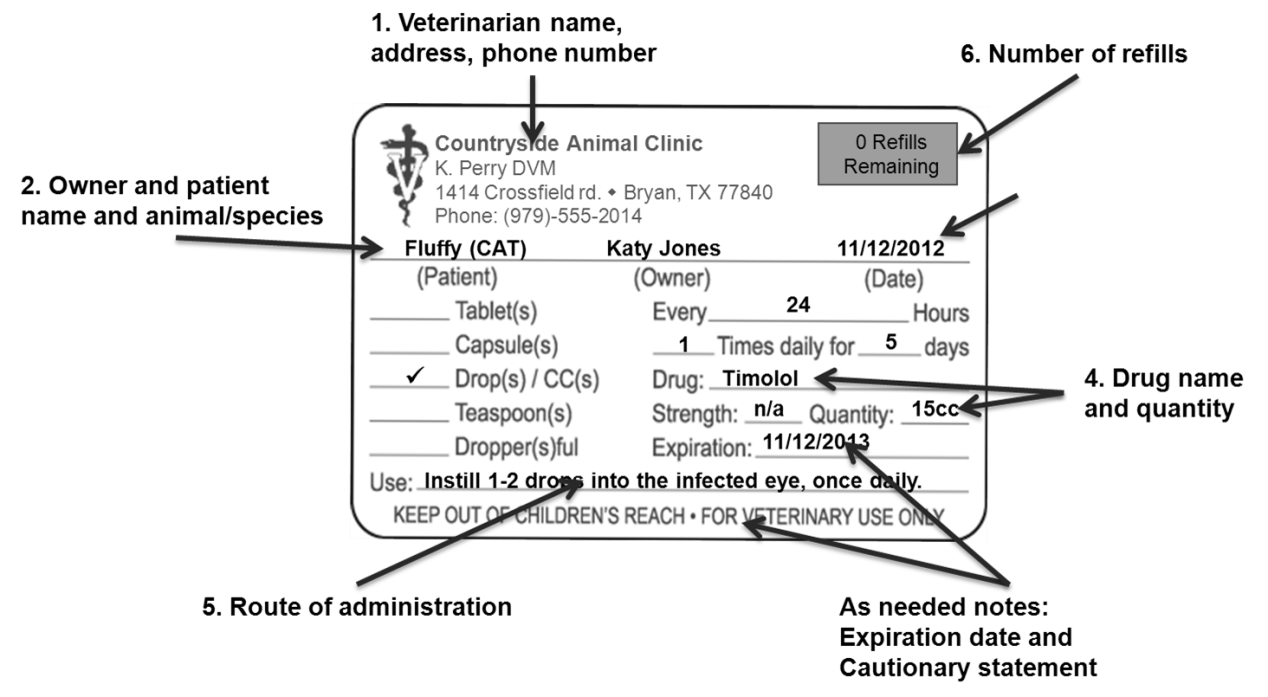 1. Veterinarian name,
address, phone number
6. Number of refills
2. Owner and patient
name and animal/species
Countryside Animal Clinic
K. Perry DVM
1414 Crossfield rd. • Bryan, TX 77840
Phone: (979)-555-2014
0 Refills
Remaining
Fluffy (CAT) Katy Jones 11/12/2012
(Patient) (Owner) (Date)
Tablet(s) Every 24 Hours
Capsule(s) 1 Times daily for 5 days
✓ Drop(s) / CC(s) Drug: Timolol
Teaspoon(s) Strength: n/a Quantity: 15cc
Dropper(s)ful Expiration: 11/12/2013
Use: Instill 1-2 drops into the infected eye, once daily.
KEEP OUT OF CHILDREN'S REACH • FOR VETERINARY USE ONLY
4. Drug name
and quantity
5. Route of administration
As needed notes:
Expiration date and
Cautionary statement